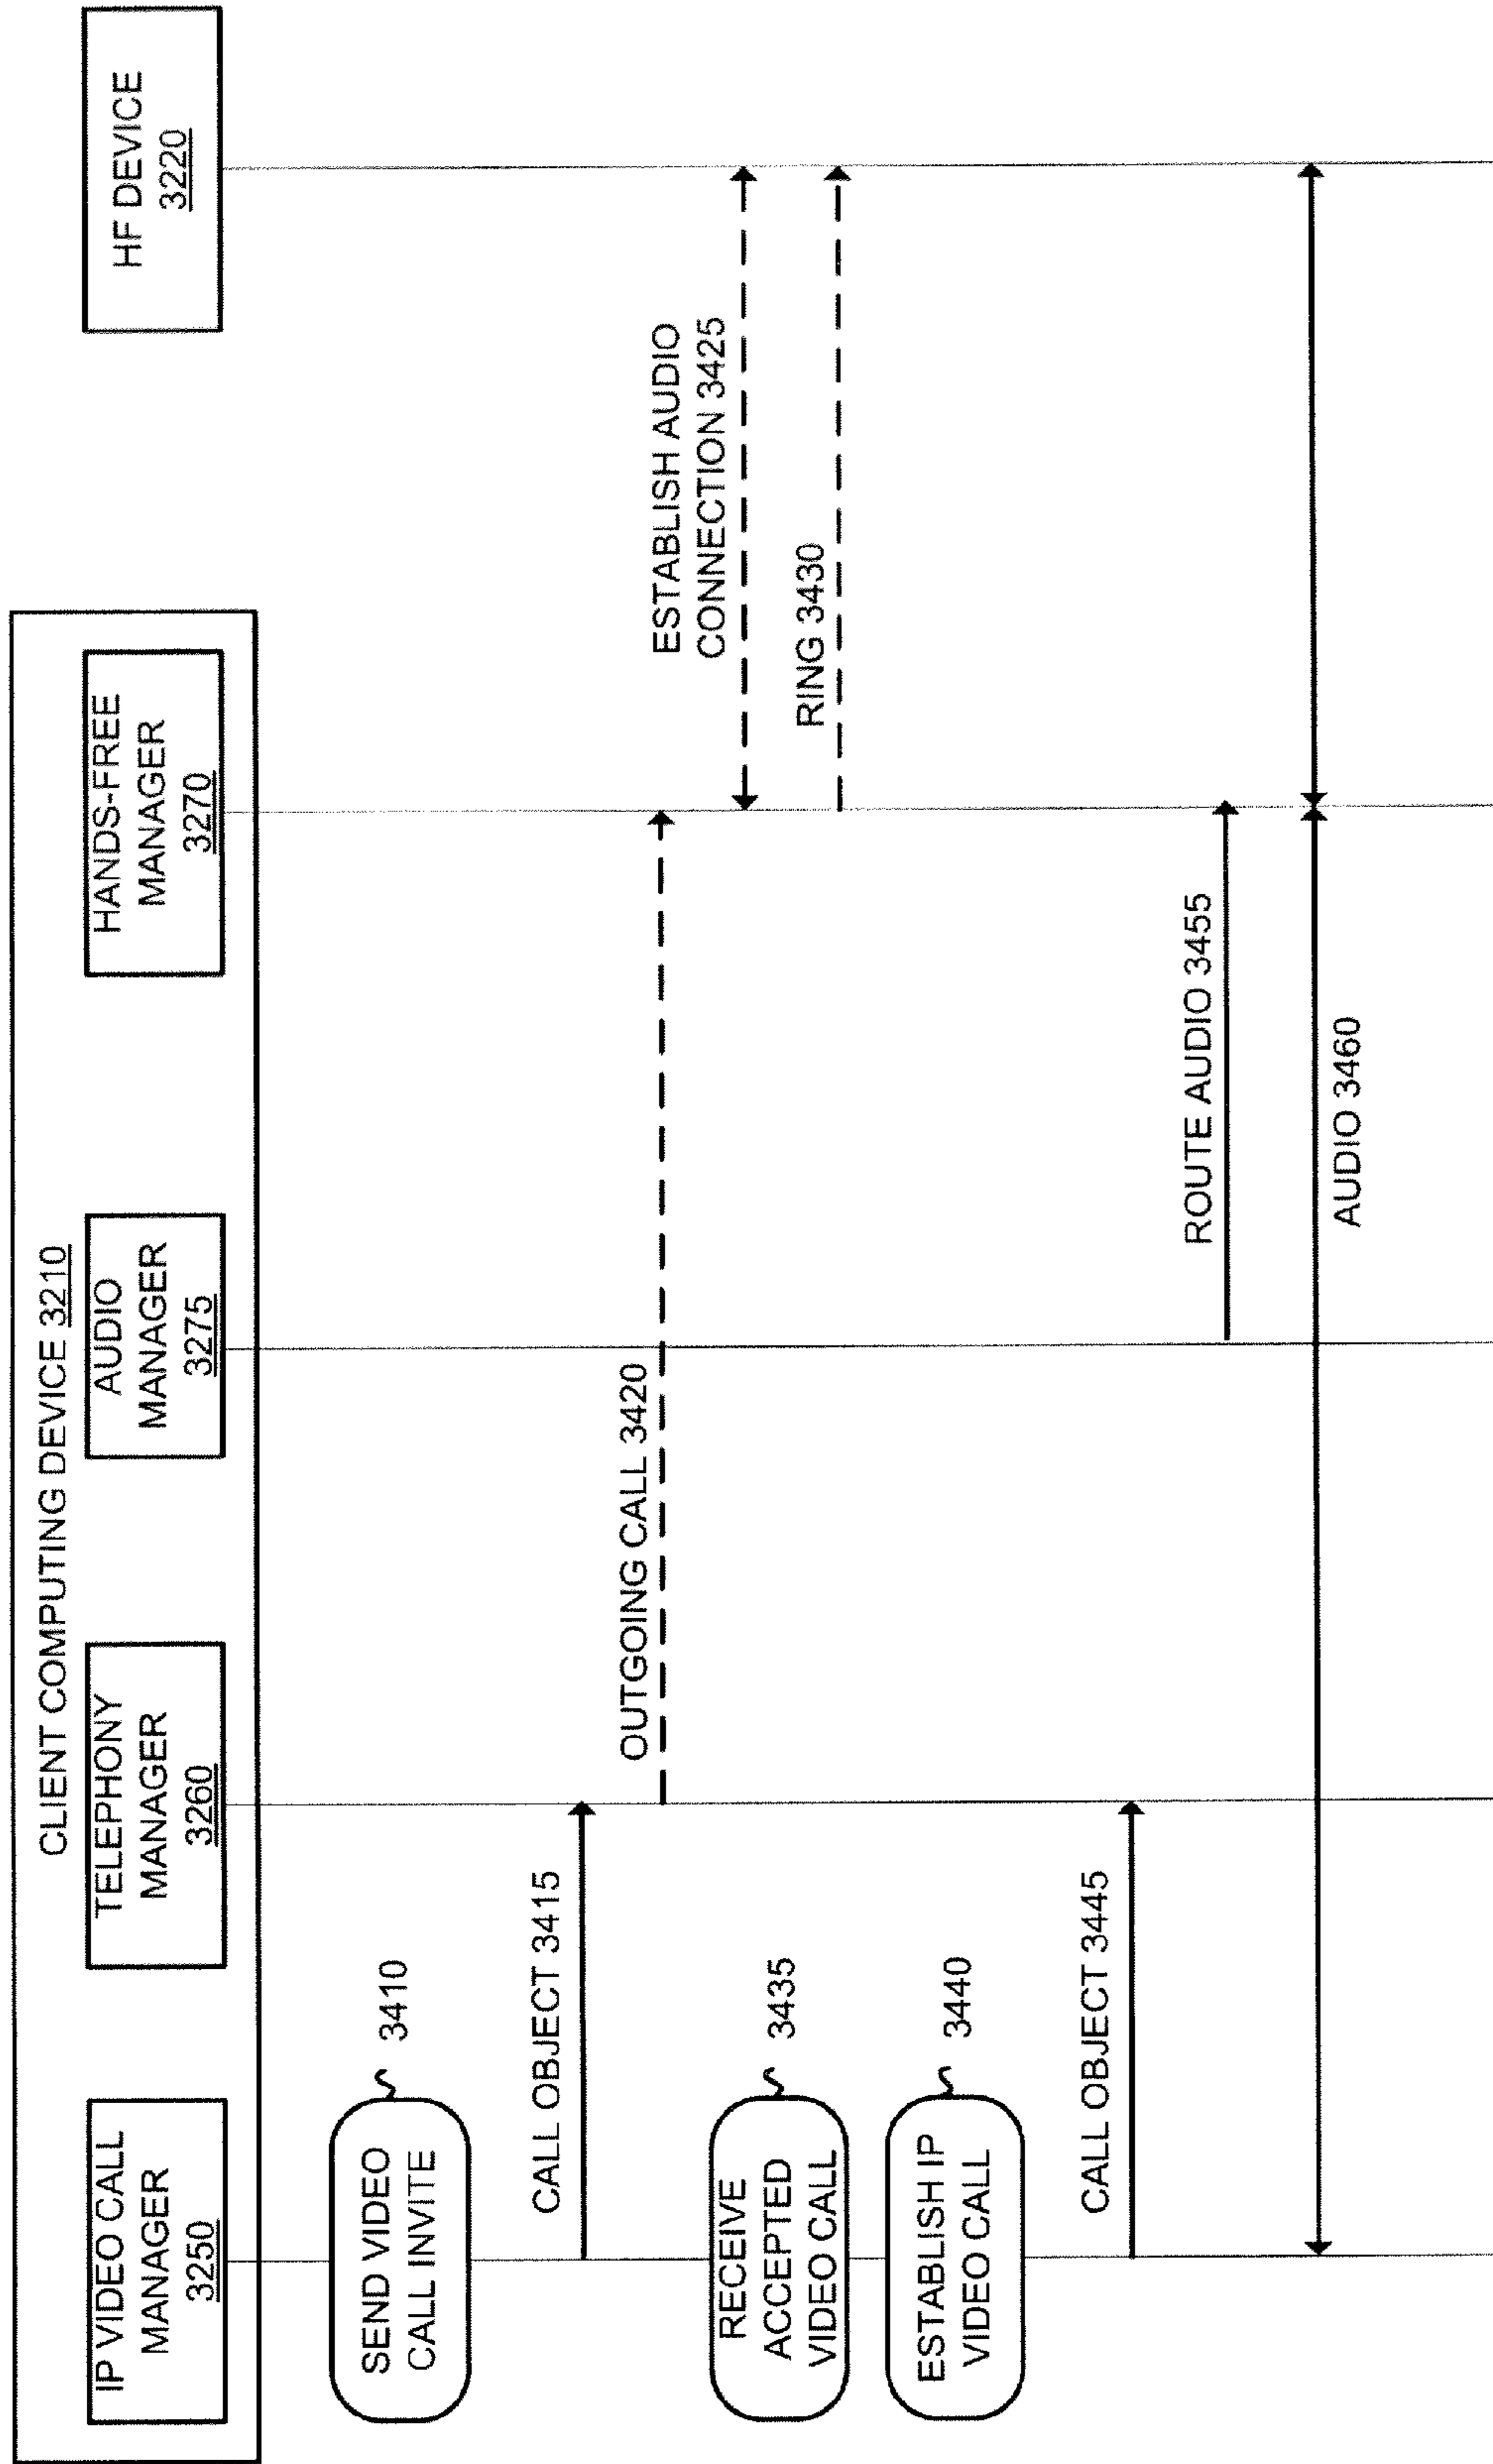 CLIENT COMPUTING DEVICE 3210
IP VIDEO CALL
MANAGER
3250
TELEPHONY
MANAGER
3260
AUDIO
MANAGER
3275
HANDS-FREE
MANAGER
3270
HF DEVICE
3220
SEND VIDEO
CALL INVITE
3410
CALL OBJECT 3415
OUTGOING CALL 3420
ESTABLISH AUDIO
CONNECTION 3425
RING 3430
RECEIVE
ACCEPTED
VIDEO CALL
3435
ESTABLISH IP
VIDEO CALL
3440
CALL OBJECT 3445
ROUTE AUDIO 3455
AUDIO 3460